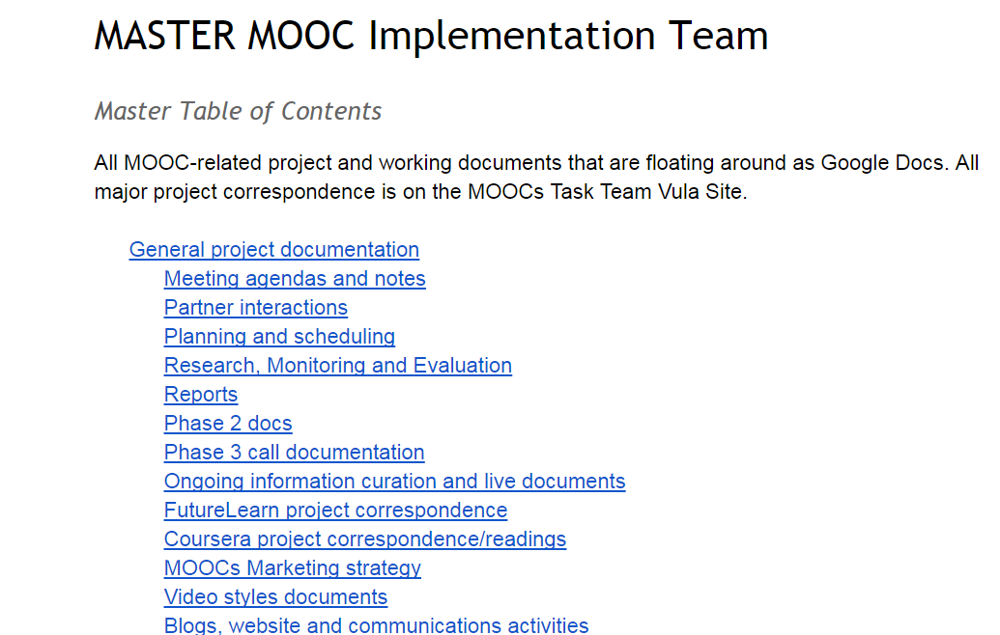 MASTER MOOC Implementation Team
Master Table of Contents
All MOOC-related project and working documents that are floating around as Google Docs. All
major project correspondence is on the MOOCs Task Team Vula Site.
General project documentation
Meeting agendas and notes
Partner interactions
Planning and scheduling
Research, Monitoring and Evaluation
Reports
Phase 2 docs
Phase 3 call documentation
Ongoing information curation and live documents
FutureLearn project correspondence
Coursera project correspondence/readings
MOOCs Marketing strategy
Video styles documents
Blogs, website and communications activities